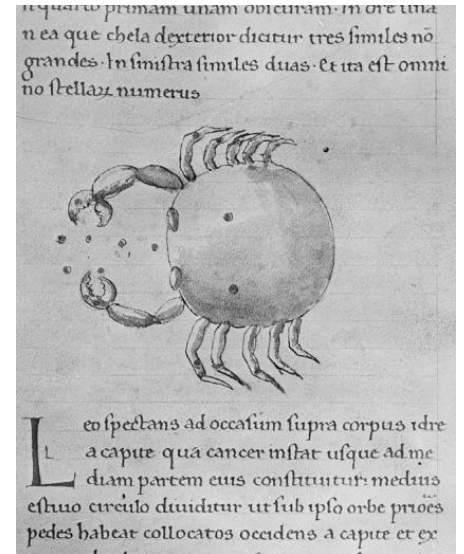 quarto primam unam obscuram. In ore una
n ea que chela dexterior dicitur tres similes nō
grandes. In sinistra similes duas. Et ita est omni
no stellaꝝ numerus
Leo spectans ad occasum supra corpus idre
a capite qua cancer instat usque ad me
diam partem eius constituitur: medius
estiuo circulo diuiditur ut sub ipso orbe priores
pedes habeat collocatos occidens a capite et ex